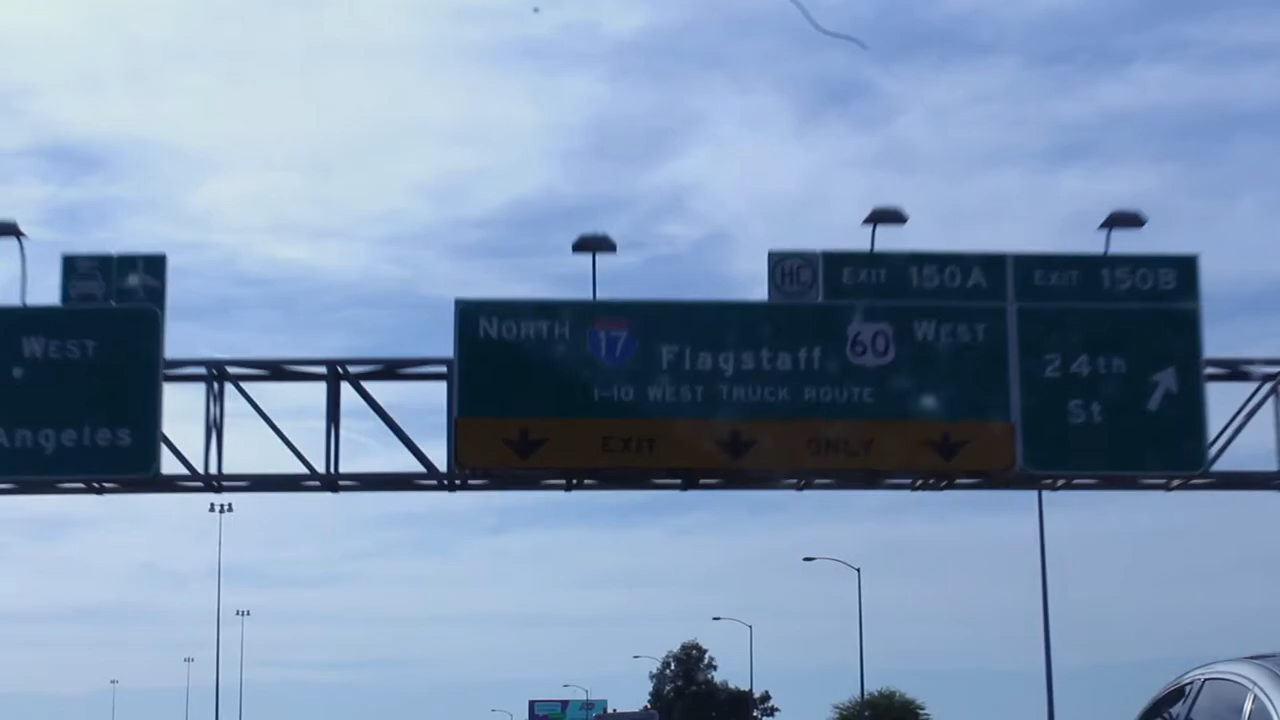 WEST
Angeles
HC
EXIT 150A
NORTH 17 Flagstaff 60 WEST
I-10 WEST TRUCK ROUTE
EXIT ONLY
EXIT 150B
24th
St